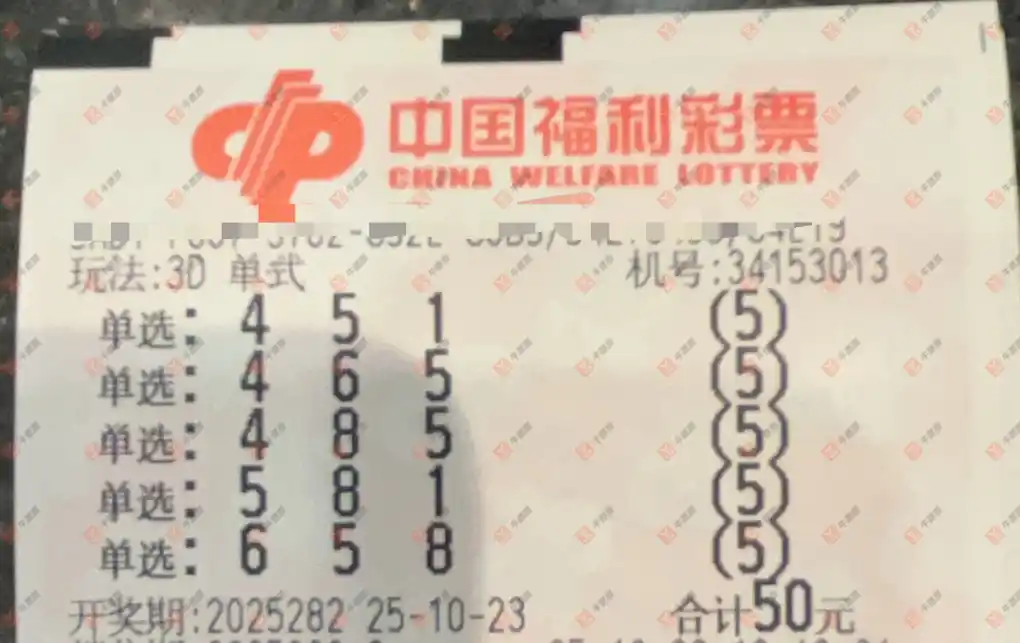 中国福利彩票
CHINA WELFARE LOTTERY
玩法:3D 单式 机号:34153013
单选: 4 5 1 (5)
单选: 4 6 5 (5)
单选: 4 8 5 (5)
单选: 5 8 1 (5)
单选: 6 5 8 (5)
开奖期:2025282 25-10-23 合计50元